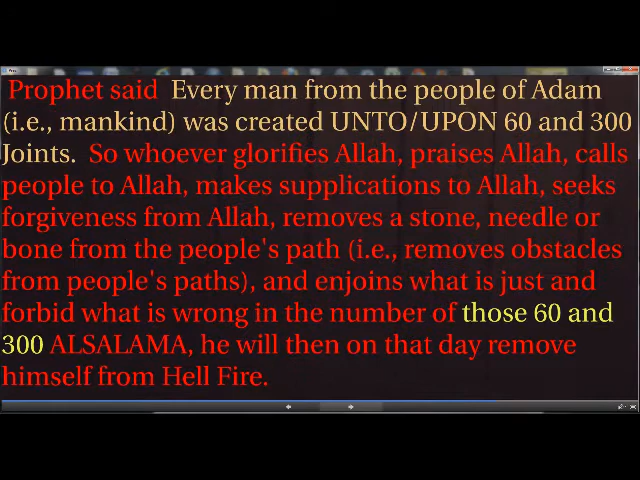 Prophet said Every man from the people of Adam
(i.e., mankind) was created UNTO/UPON 60 and 300
Joints. So whoever glorifies Allah, praises Allah, calls
people to Allah, makes supplications to Allah, seeks
forgiveness from Allah, removes a stone, needle or
bone from the people's path (i.e., removes obstacles
from people's paths), and enjoins what is just and
forbid what is wrong in the number of those 60 and
300 ALSALAMA, he will then on that day remove
himself from Hell Fire.